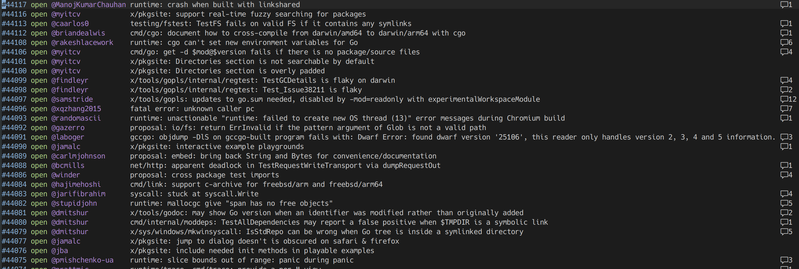 #44117 open @ManojKumarChauhan runtime: crash when built with linkshared 1
#44116 open @myitcv x/pkgsite: support real-time fuzzy searching for packages
#44113 open @caarlos0 testing/fstest: TestFS fails on valid FS if it contains any symlinks 1
#44112 open @briandealwis cmd/cgo: document how to cross-compile from darwin/amd64 to darwin/arm64 with cgo 1
#44108 open @rakeshlacework runtime: cgo can't set new environment variables for Go 6
#44106 open @myitcv cmd/go: get -d $mod@$version fails if there is no package/source files 4
#44101 open @myitcv x/pkgsite: Directories section is not searchable by default
#44100 open @myitcv x/pkgsite: Directories section is overly padded
#44099 open @findleyr x/tools/gopls/internal/regtest: TestGCDetails is flaky on darwin 4
#44098 open @findleyr x/tools/gopls/internal/regtest: Test_Issue38211 is flaky 2
#44097 open @samstride x/tools/gopls: updates to go.sum needed, disabled by -mod=readonly with experimentalWorkspaceModule 12
#44096 open @xqzhang2015 fatal error: unknown caller pc 7
#44093 open @randomascii runtime: unactionable "runtime: failed to create new OS thread (13)" error messages during Chromium build 1
#44092 open @gazerro proposal: io/fs: return ErrInvalid if the pattern argument of Glob is not a valid path
#44091 open @laboger gccgo: objdump -Dl on gccgo-built program fails with: Dwarf Error: found dwarf version '25106', this reader only handles version 2, 3, 4 and 5 information. 3
#44090 open @jamalc x/pkgsite: interactive example playgrounds 1
#44089 open @carlmjohnson proposal: embed: bring back String and Bytes for convenience/documentation
#44088 open @bcmills net/http: apparent deadlock in TestRequestWriteTransport via dumpRequestOut 1
#44086 open @winder proposal: cross package test imports 4
#44084 open @hajimehoshi cmd/link: support c-archive for freebsd/arm and freebsd/arm64
#44083 open @jarifibrahim syscall: stuck at syscall.Write 4
#44082 open @stupidjohn runtime: mallocgc give "span has no free objects" 5
#44081 open @dmitshur x/tools/godoc: may show Go version when an identifier was modified rather than originally added 2
#44080 open @dmitshur cmd/internal/moddeps: TestAllDependencies may report a false positive when $TMPDIR is a symbolic link 1
#44079 open @dmitshur x/sys/windows/mkwinsyscall: IsStdRepo can be wrong when Go tree is inside a symlinked directory 5
#44077 open @jamalc x/pkgsite: jump to dialog doesn't is obscured on safari & firefox
#44076 open @jba x/pkgsite: include needed init methods in playable examples
#44075 open @pmishchenko-ua runtime: slice bounds out of range: panic during panic 3